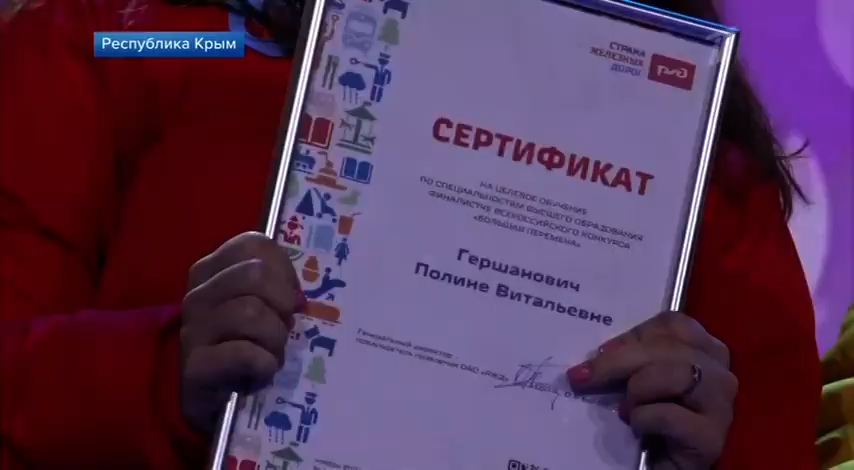 Республика Крым
СТРАНА
ЖЕЛЕЗНЫХ
ДОРОГ
РЖД
СЕРТИФИКАТ
НА ЦЕЛЕВОЕ ОБУЧЕНИЕ
ПО СПЕЦИАЛЬНОСТЯМ ВЫСШЕГО ОБРАЗОВАНИЯ
ФИНАЛИСТКЕ ВСЕРОССИЙСКОГО КОНКУРСА
«БОЛЬШАЯ ПЕРЕМЕНА»
Гершанович
Полине Витальевне
Генеральный директор –
председатель правления ОАО «РЖД»